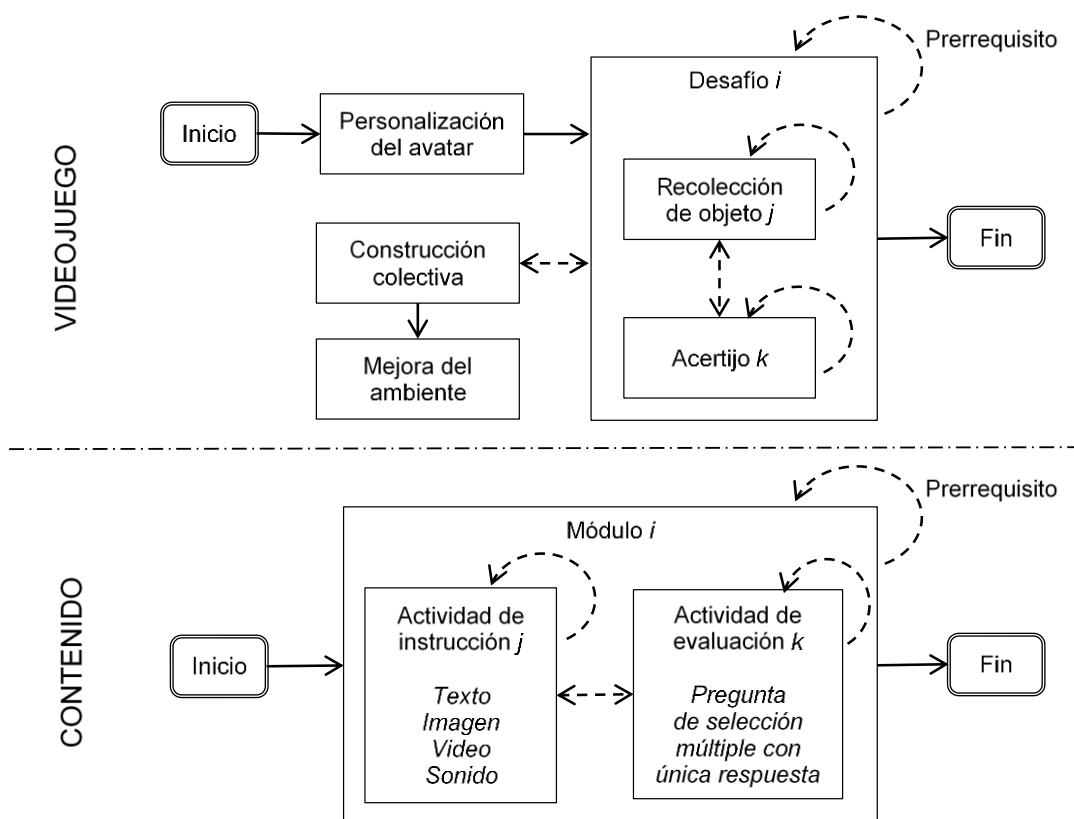 VIDEOJUEGO
Prerrequisito
Desafío i
Inicio
Personalización
del avatar
Recolección
de objeto j
Fin
Construcción
colectiva
Acertijo k
Mejora del
ambiente
CONTENIDO
Prerrequisito
Módulo i
Inicio
Actividad de
instrucción j
Texto
Imagen
Video
Sonido
Actividad de
evaluación k
Pregunta
de selección
múltiple con
única respuesta
Fin